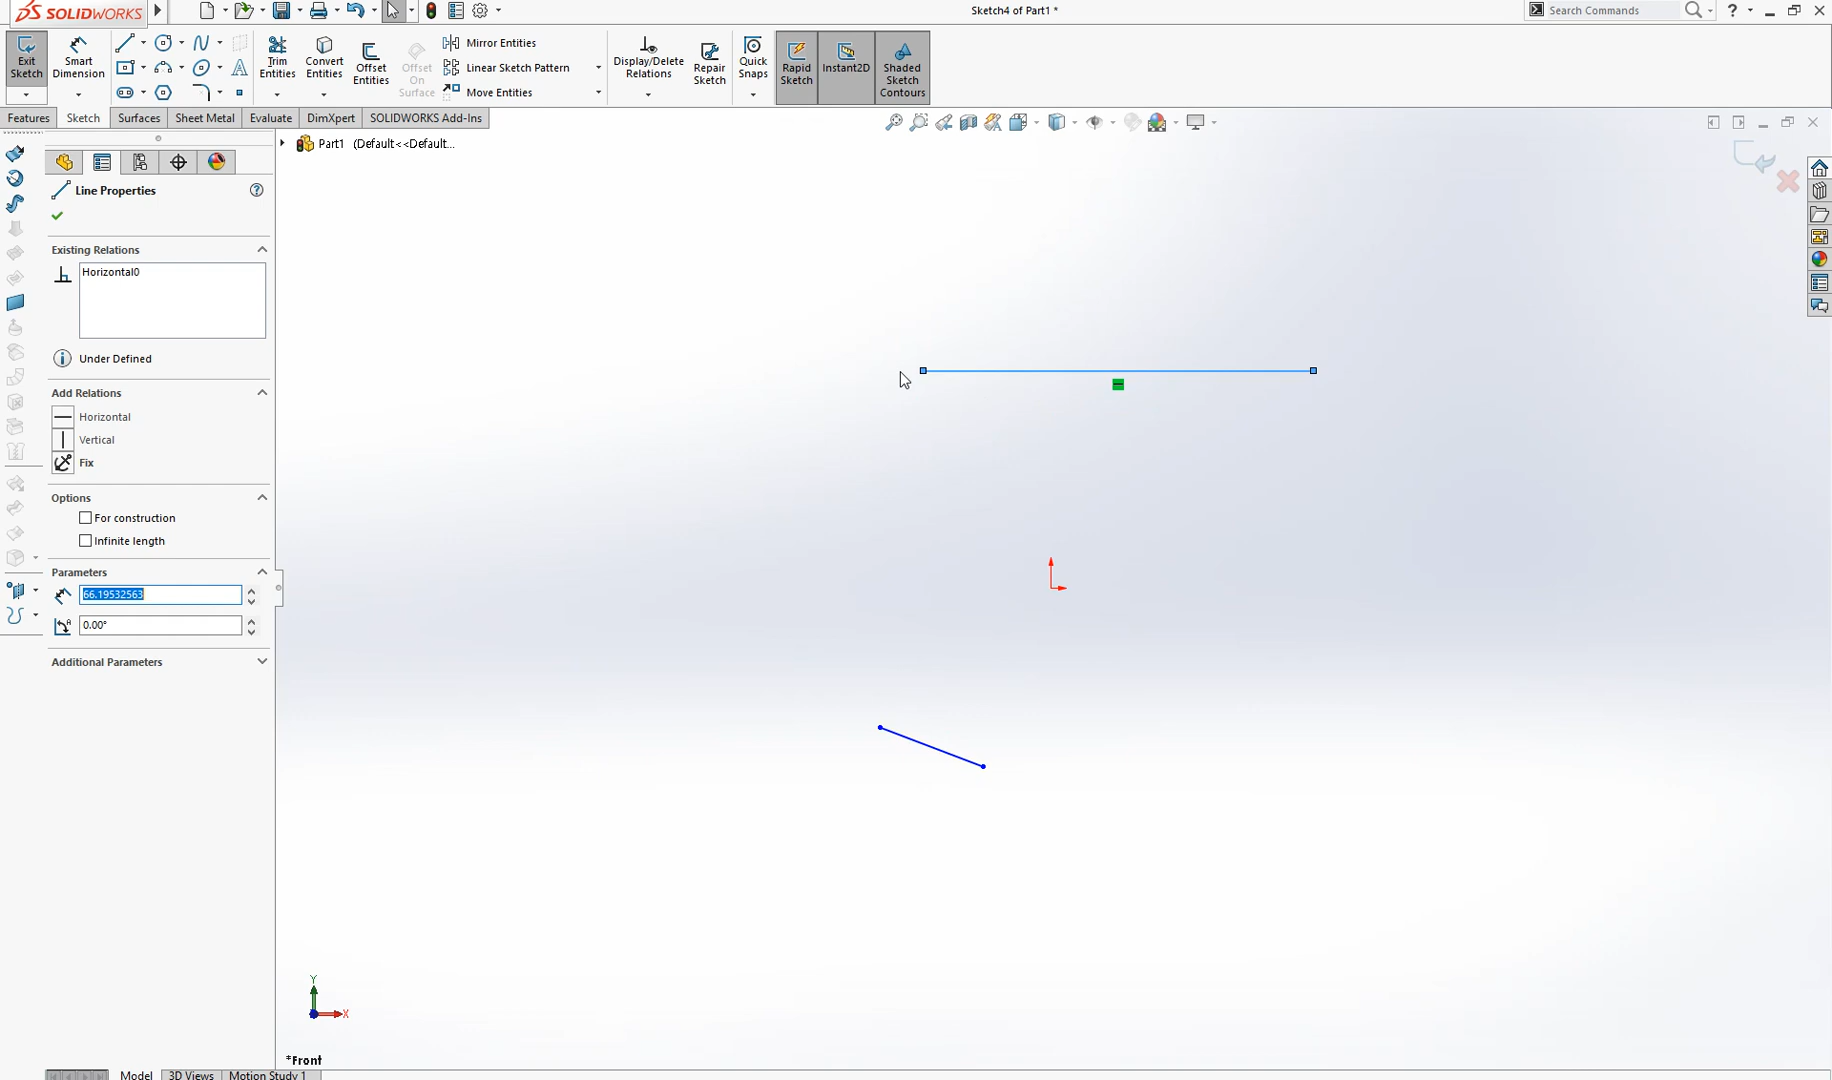 SOLIDWORKS
Sketch4 of Part1 *
Search Commands
?
Exit Sketch
Smart Dimension
Trim Entities
Convert Entities
Offset Entities
Offset On Surface
Mirror Entities
Linear Sketch Pattern
Move Entities
Display/Delete Relations
Repair Sketch
Quick Snaps
Rapid Sketch
Instant2D
Shaded Sketch Contours
Features
Sketch
Surfaces
Sheet Metal
Evaluate
DimXpert
SOLIDWORKS Add-Ins
Part1 (Default<<Default...
Line Properties
?
Existing Relations
Horizontal0
Under Defined
Add Relations
Horizontal
Vertical
Fix
Options
For construction
Infinite length
Parameters
66.19532563
0.00°
Additional Parameters
Y
X
*Front
Model
3D Views
Motion Study 1